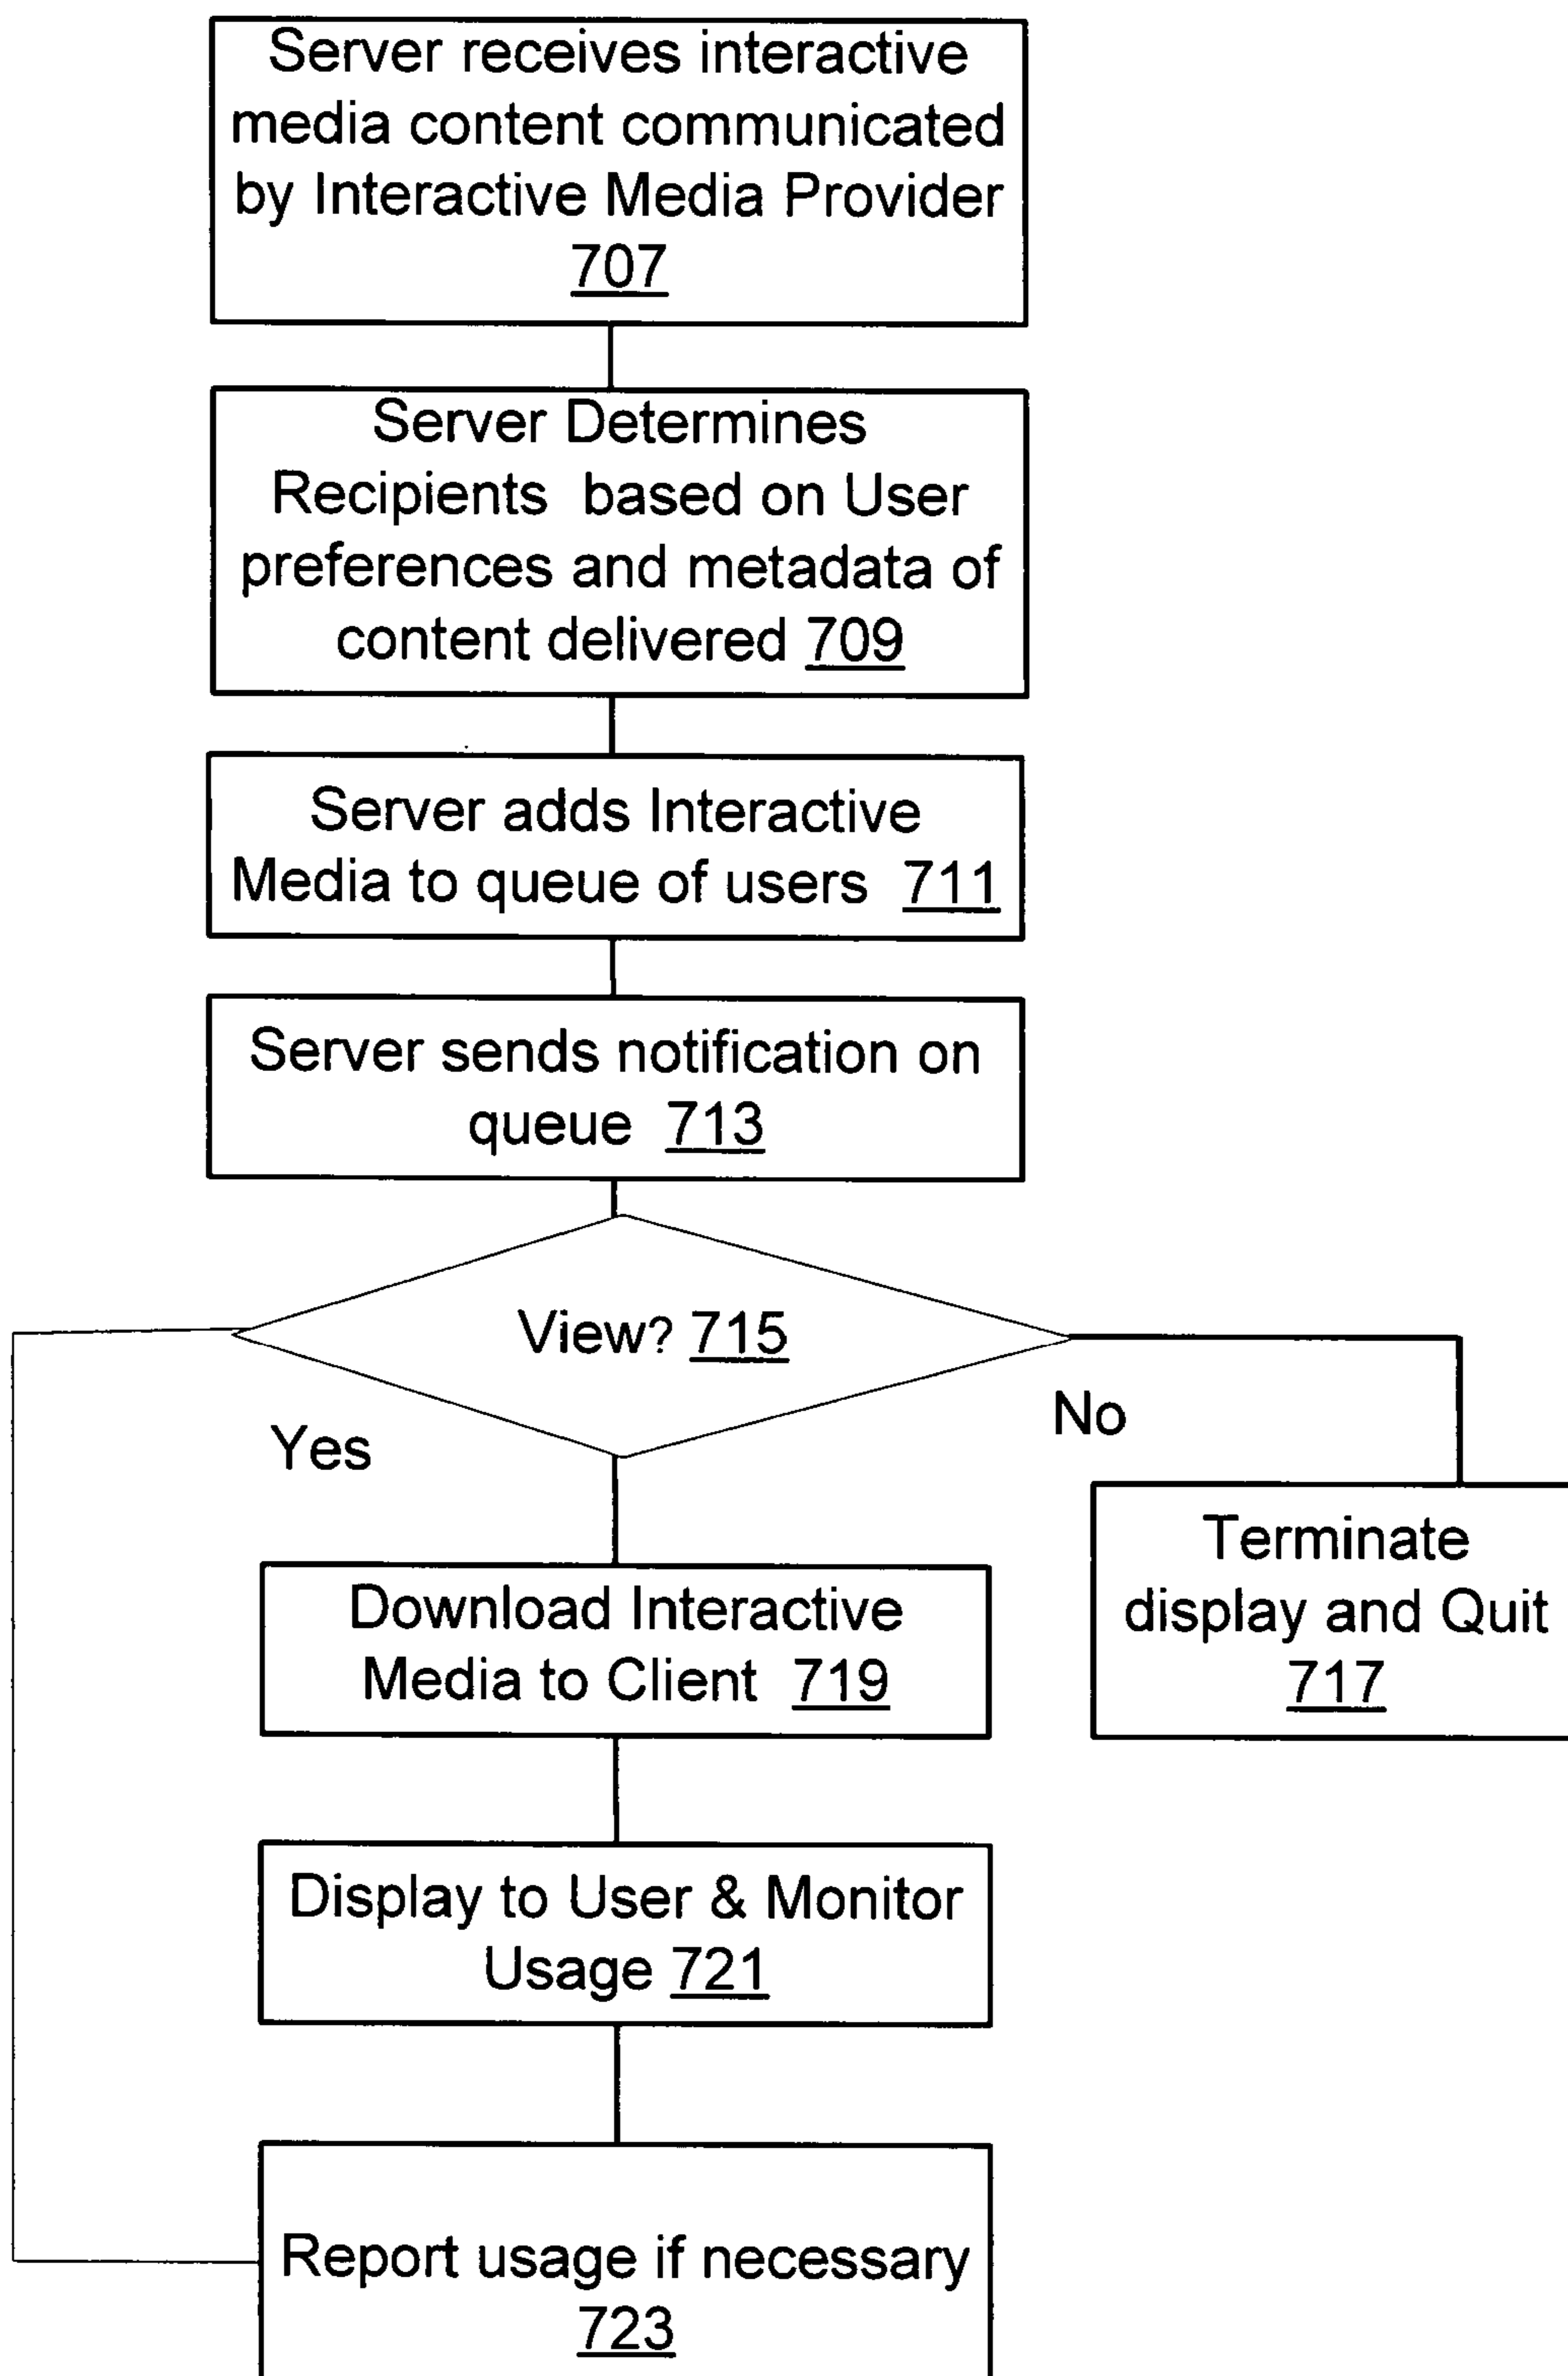 Server receives interactive
media content communicated
by Interactive Media Provider
707
Server Determines
Recipients based on User
preferences and metadata of
content delivered 709
Server adds Interactive
Media to queue of users 711
Server sends notification on
queue 713
View? 715
Yes
No
Terminate
display and Quit
717
Download Interactive
Media to Client 719
Display to User & Monitor
Usage 721
Report usage if necessary
723